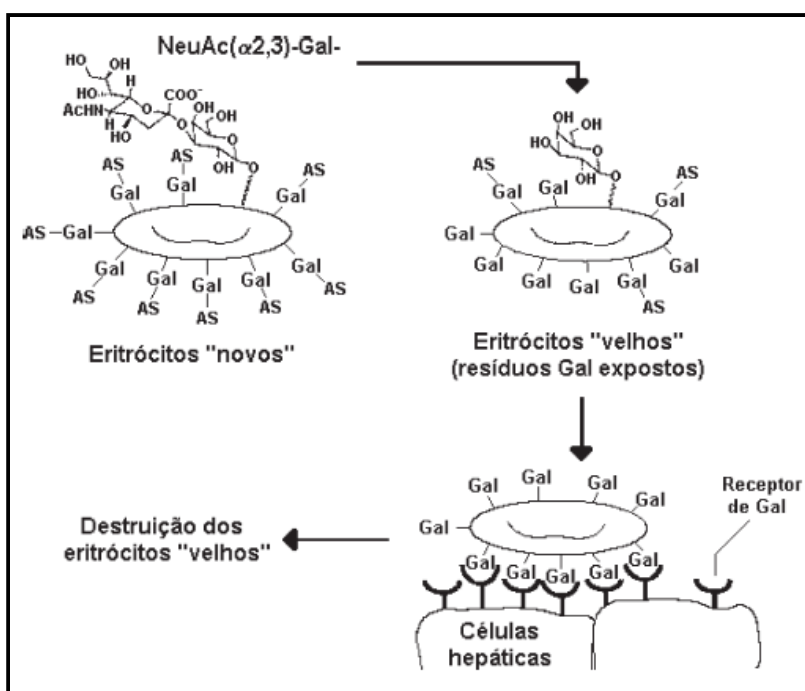 NeuAc(α2,3)-Gal-
HO
OH
OH
HO
H
COO⁻
AcHN
H
HO
O
O
OH
OH
O
OH
O
AS
AS
AS
AS
Gal
Gal
Gal
Gal
AS-Gal
Gal
Gal
Gal
Gal
Gal
AS
AS
AS
AS
AS
Eritrócitos "novos"
OH
OH
HO
O
OH
O
AS
AS
Gal
Gal
Gal
Gal
Gal
Gal
Gal
Gal
Gal
AS
Eritrócitos "velhos"
(resíduos Gal expostos)
Gal
Gal
Gal
Gal
Gal
Gal
Gal
Gal
Gal
Gal
Gal
Receptor
de Gal
Destruição dos
eritrócitos "velhos"
Células
hepáticas